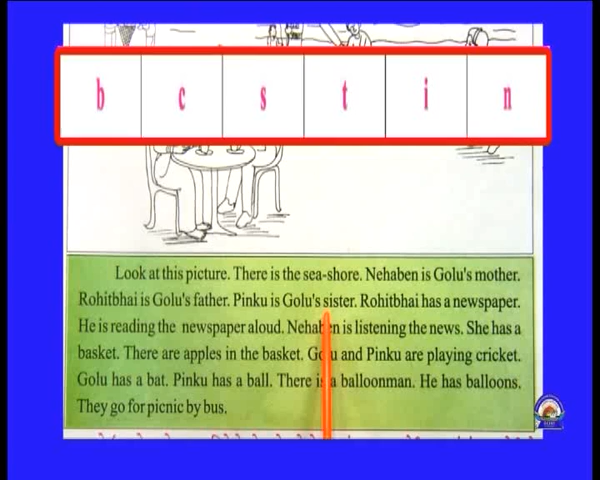 b c s t i n
Look at this picture. There is the sea-shore. Nehaben is Golu's mother.
Rohitbhai is Golu's father. Pinku is Golu's sister. Rohitbhai has a newspaper.
He is reading the newspaper aloud. Nehaben is listening the news. She has a
basket. There are apples in the basket. Golu and Pinku are playing cricket.
Golu has a bat. Pinku has a ball. There is a balloonman. He has balloons.
They go for picnic by bus.